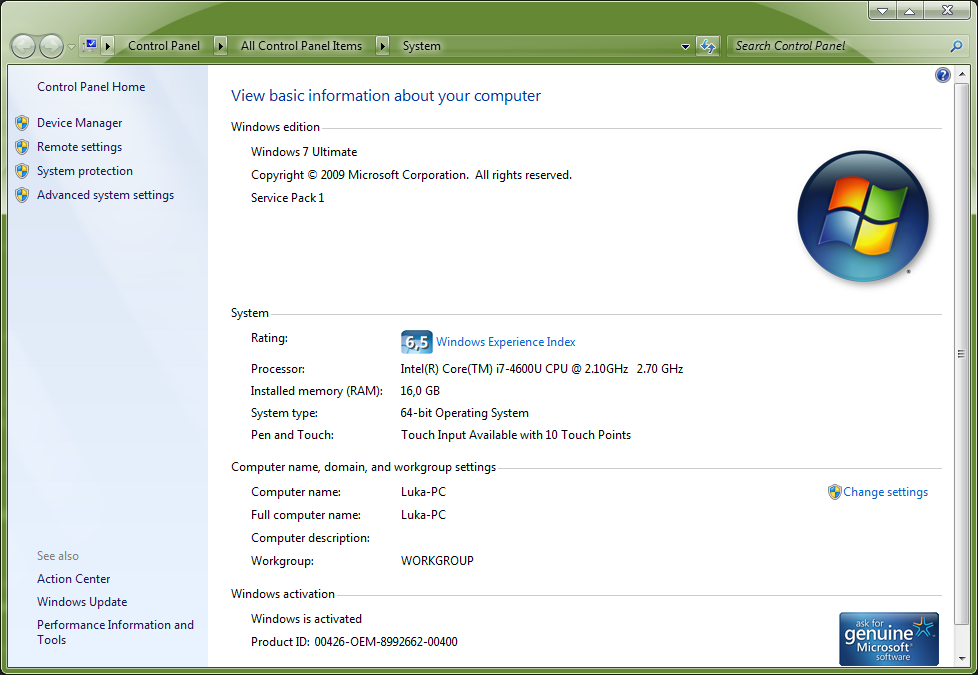 Control Panel
All Control Panel Items
System
Search Control Panel
Control Panel Home
Device Manager
Remote settings
System protection
Advanced system settings
See also
Action Center
Windows Update
Performance Information and
Tools
View basic information about your computer
Windows edition
Windows 7 Ultimate
Copyright © 2009 Microsoft Corporation. All rights reserved.
Service Pack 1
System
Rating: 6,5 Windows Experience Index
Processor: Intel(R) Core(TM) i7-4600U CPU @ 2.10GHz 2.70 GHz
Installed memory (RAM): 16,0 GB
System type: 64-bit Operating System
Pen and Touch: Touch Input Available with 10 Touch Points
Computer name, domain, and workgroup settings
Computer name: Luka-PC
Change settings
Full computer name: Luka-PC
Computer description:
Workgroup: WORKGROUP
Windows activation
Windows is activated
Product ID: 00426-OEM-8992662-00400
ask for
genuine
Microsoft®
software